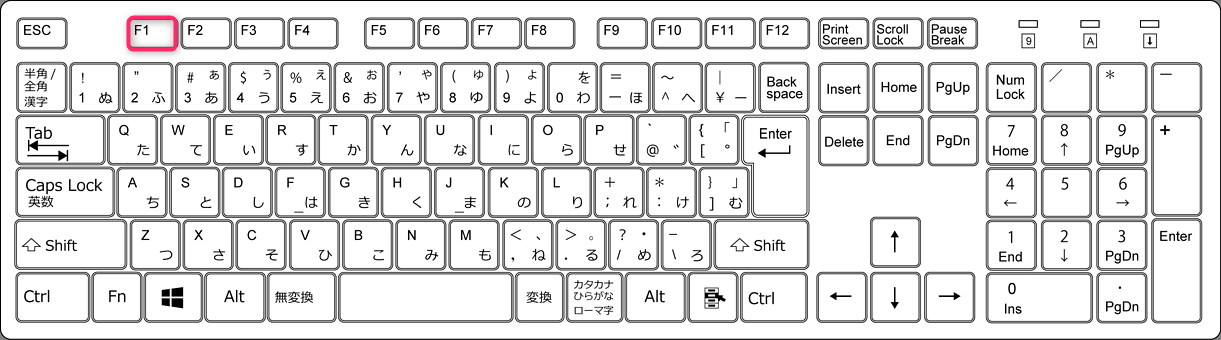 ESC F1 F2 F3 F4 F5 F6 F7 F8 F9 F10 F11 F12 Print Screen Scroll Lock Pause Break 9 A
半角/全角 漢字 ! 1 ぬ " 2 ふ # ぁ 3 あ $ ぅ 4 う % ぇ 5 え & ぉ 6 お ' ゃ 7 や ( ゅ 8 ゆ ) ょ 9 よ を 0 わ = ー ほ ～ ^ へ | ¥ ー Back space Insert Home PgUp Num Lock ／ * －
Tab Q た W て E い R す T か Y ん U な I に O ら P せ ` @ ゛ { 「 [ ° Enter Delete End PgDn 7 Home 8 ↑ 9 PgUp +
Caps Lock 英数 A ち S と D し F _は G き H く J _ま K の L り + ; れ * : け } 」 ] む 4 ← 5 6 →
Shift Z つ X さ C そ V ひ B こ N み M も < 、 , ね > 。 . る ? ・ / め _ \ ろ Shift ↑ 1 End 2 ↓ 3 PgDn Enter
Ctrl Fn Alt 無変換 変換 カタカナ ひらがな ローマ字 Alt Ctrl ← ↓ → 0 Ins . PgDn